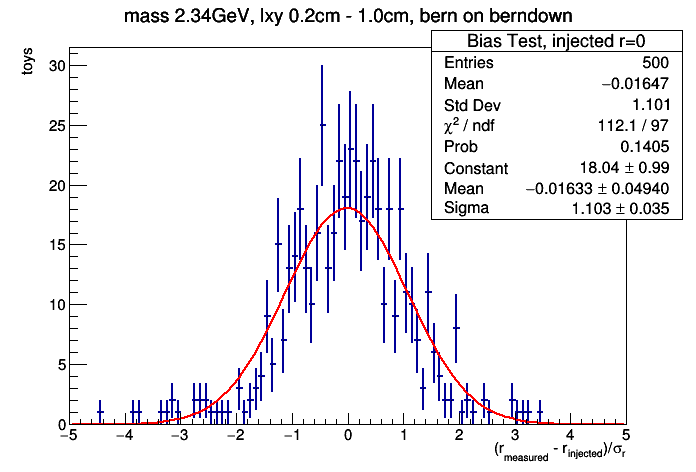 mass 2.34GeV, lxy 0.2cm - 1.0cm, bern on berndown
Bias Test, injected r=0
Entries 500
Mean −0.01647
Std Dev 1.101
χ² / ndf 112.1 / 97
Prob 0.1405
Constant 18.04 ± 0.99
Mean −0.01633 ± 0.04940
Sigma 1.103 ± 0.035
toys
30
25
20
15
10
5
0
−5 −4 −3 −2 −1 0 1 2 3 4 5
(r_measured - r_injected)/σ_r